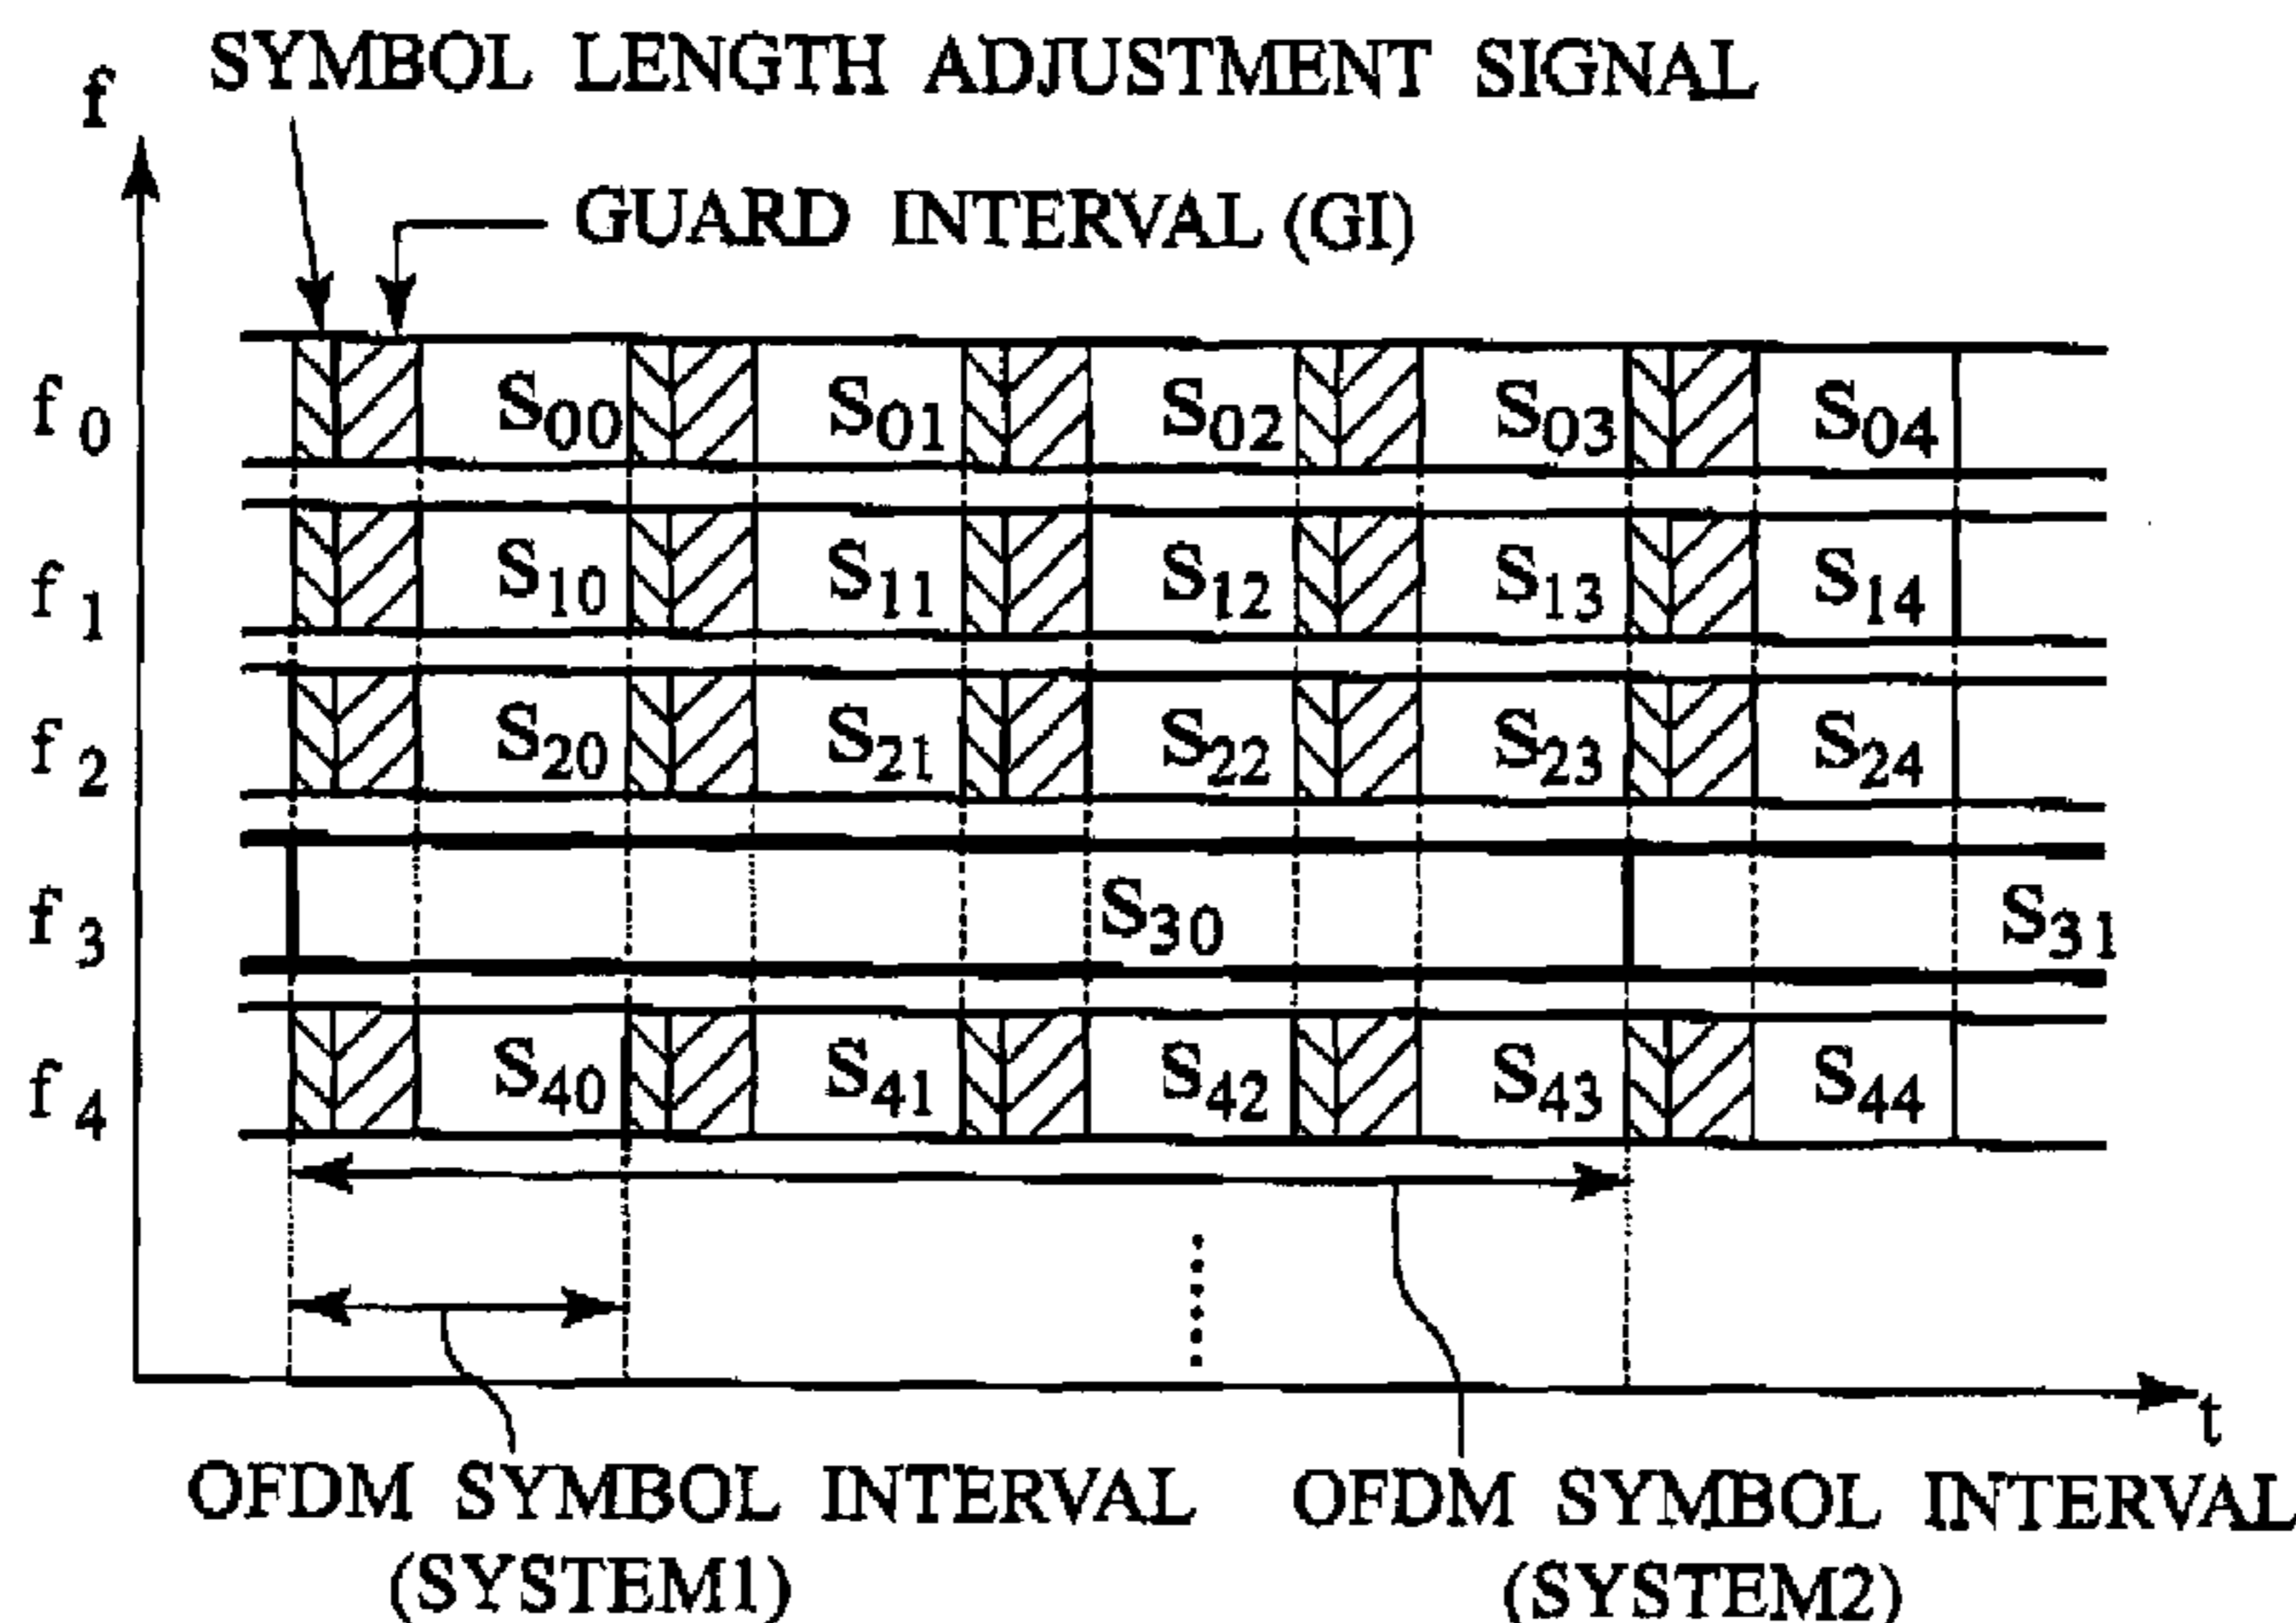 SYMBOL LENGTH ADJUSTMENT SIGNAL
f
GUARD INTERVAL (GI)
f0 S00 S01 S02 S03 S04
f1 S10 S11 S12 S13 S14
f2 S20 S21 S22 S23 S24
f3 S30 S31
f4 S40 S41 S42 S43 S44
t
OFDM SYMBOL INTERVAL (SYSTEM1)
OFDM SYMBOL INTERVAL (SYSTEM2)